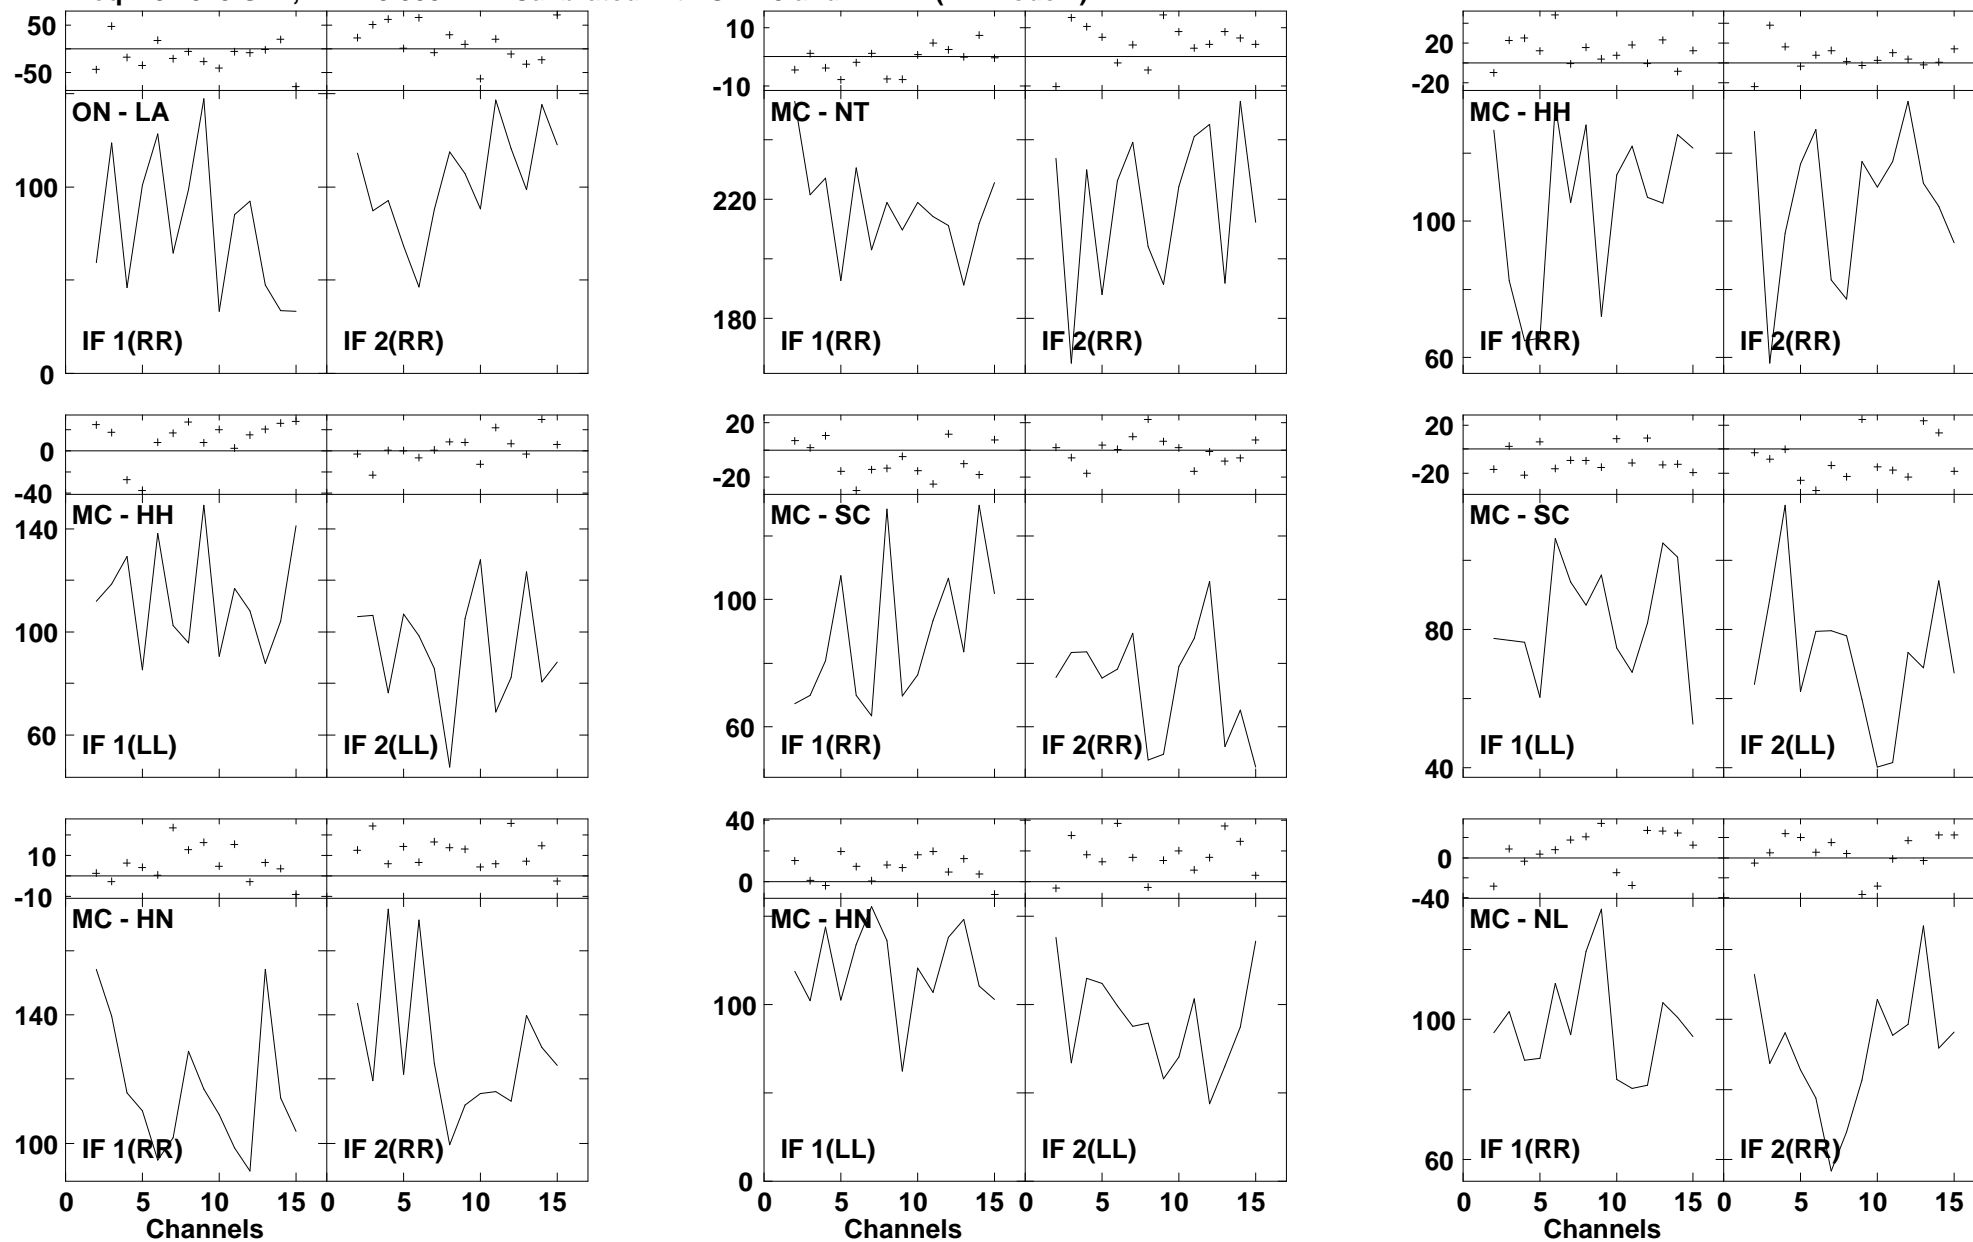 50
-50
ON - LA
100
0
IF 1(RR)
IF 2(RR)
10
-10
MC - NT
220
180
IF 1(RR)
IF 2(RR)
20
-20
MC - HH
100
60
IF 1(RR)
IF 2(RR)
0
-40
MC - HH
140
100
60
IF 1(LL)
IF 2(LL)
20
-20
MC - SC
100
60
IF 1(RR)
IF 2(RR)
20
-20
MC - SC
80
40
IF 1(LL)
IF 2(LL)
10
-10
MC - HN
140
100
IF 1(RR)
IF 2(RR)
0 5 10 15 0 5 10 15
Channels
40
0
MC - HN
100
0
IF 1(LL)
IF 2(LL)
0 5 10 15 0 5 10 15
Channels
0
-40
MC - NL
100
60
IF 1(RR)
IF 2(RR)
0 5 10 15 0 5 10 15
Channels